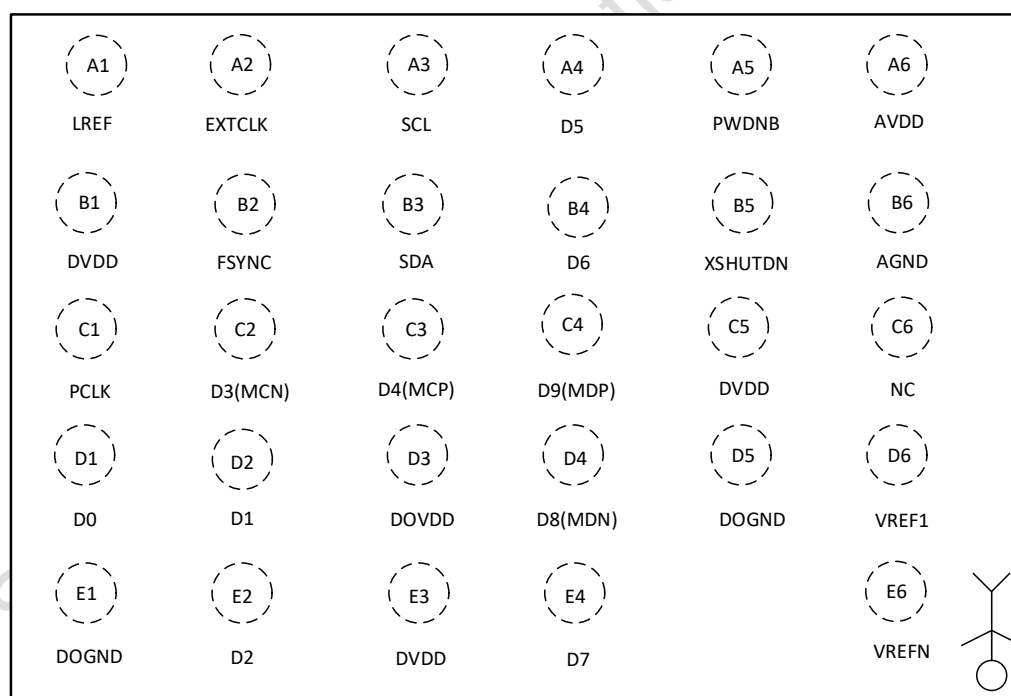 A1 A2 A3 A4 A5 A6
LREF EXTCLK SCL D5 PWDNB AVDD
B1 B2 B3 B4 B5 B6
DVDD FSYNC SDA D6 XSHUTDN AGND
C1 C2 C3 C4 C5 C6
PCLK D3(MCN) D4(MCP) D9(MDP) DVDD NC
D1 D2 D3 D4 D5 D6
D0 D1 DOVDD D8(MDN) DOGND VREF1
E1 E2 E3 E4 E6
DOGND D2 DVDD D7 VREFN